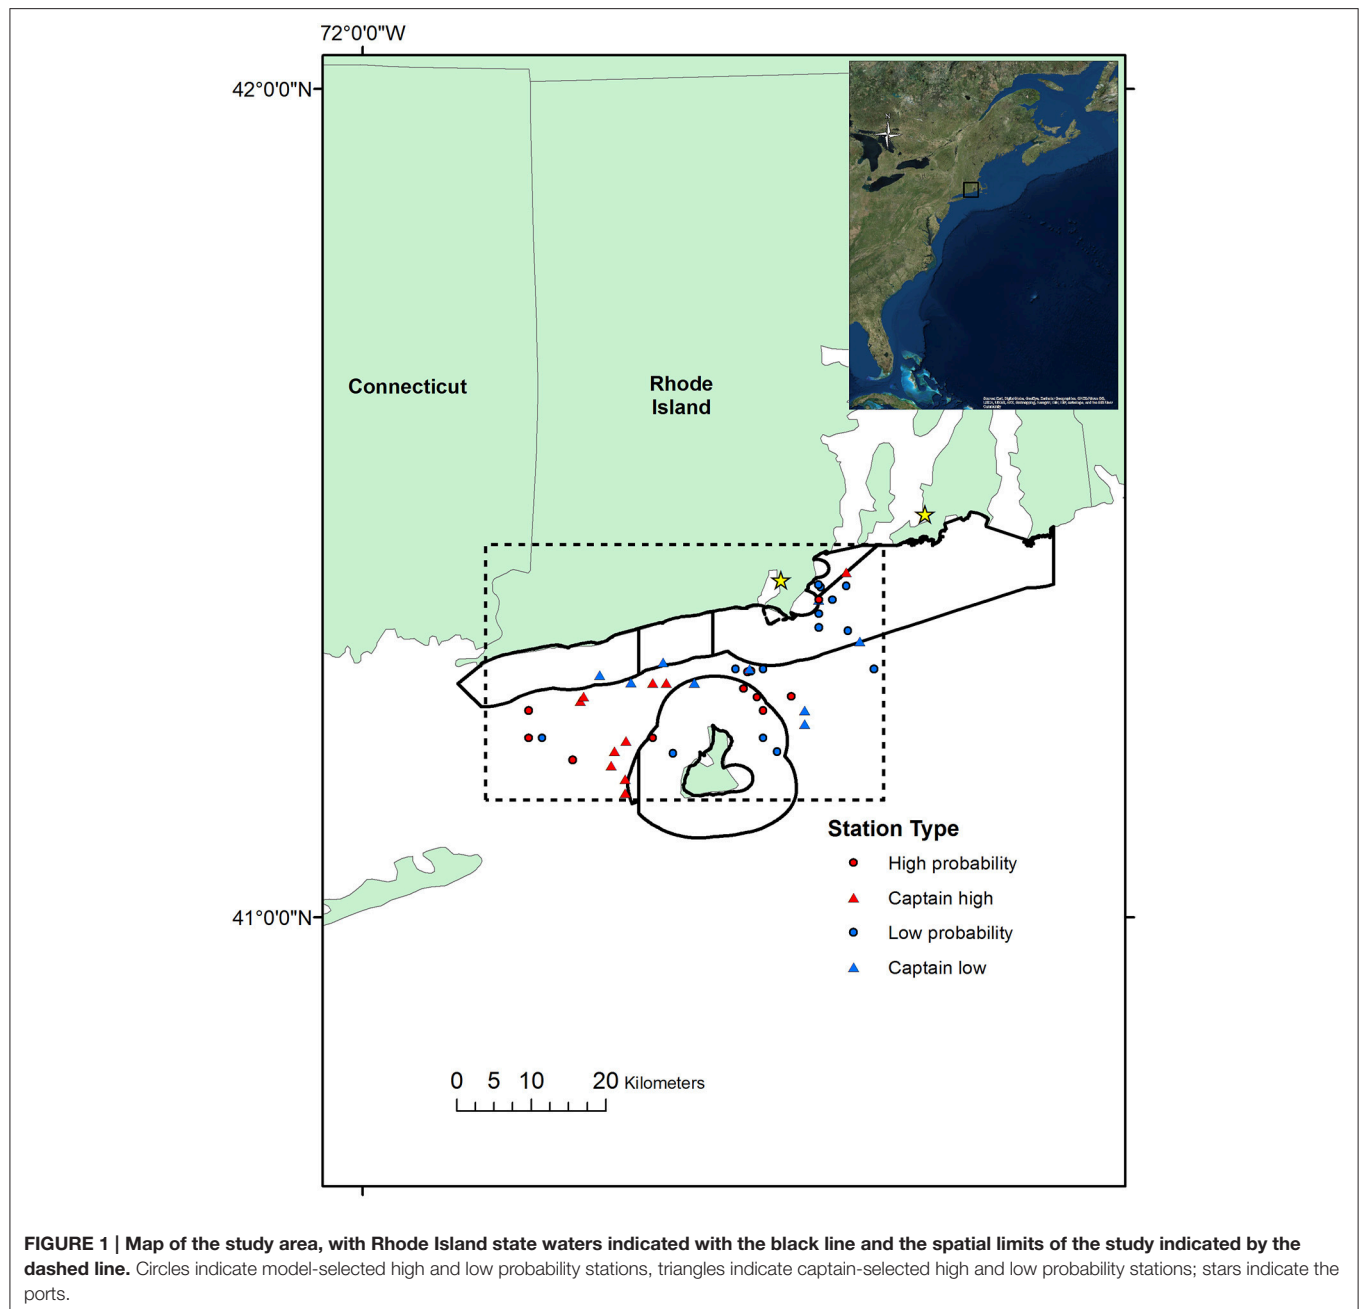 72°0'0"W
42°0'0"N
N
Connecticut
Rhode
Island
Station Type
High probability
Captain high
41°0'0"N
Low probability
Captain low
0 5 10 20 Kilometers
FIGURE 1 | Map of the study area, with Rhode Island state waters indicated with the black line and the spatial limits of the study indicated by the
dashed line. Circles indicate model-selected high and low probability stations, triangles indicate captain-selected high and low probability stations; stars indicate the
ports.